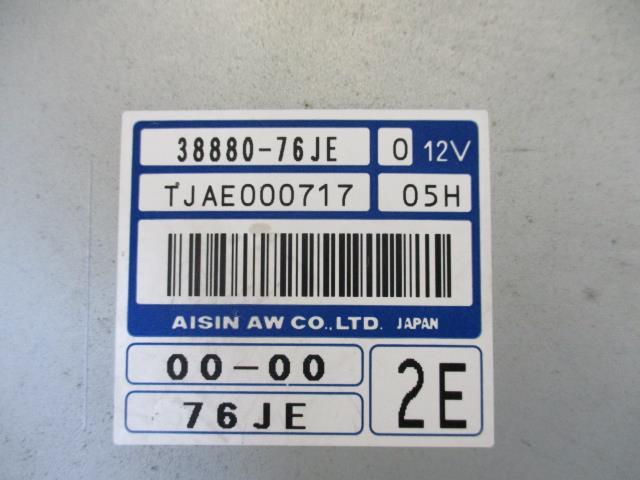 38880-76JE 0 12V
TJAE000717 05H
AISIN AW CO.,LTD. JAPAN
00-00
76JE
2E